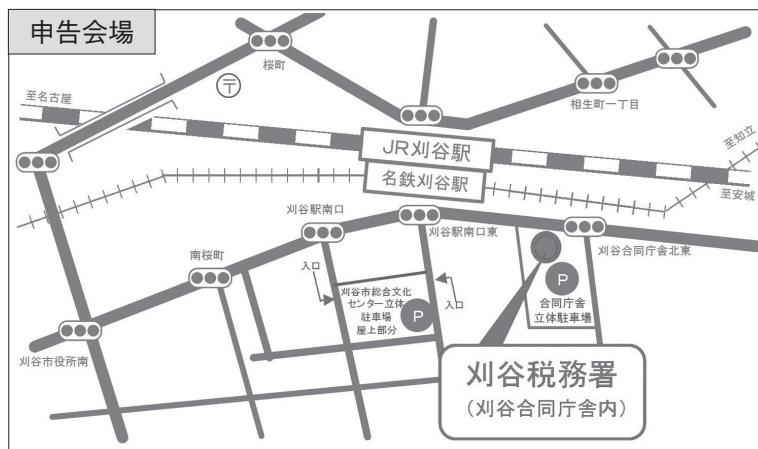 申告会場
桜町
〒
相生町一丁目
至名古屋
JR刈谷駅
至知立
名鉄刈谷駅
至安城
刈谷駅南口
刈谷駅南口東
刈谷合同庁舎北東
南桜町
入口
刈谷市総合文化
センター立体
駐車場
屋上部分
P
入口
P
合同庁舎
立体駐車場
刈谷市役所南
刈谷税務署
(刈谷合同庁舎内)